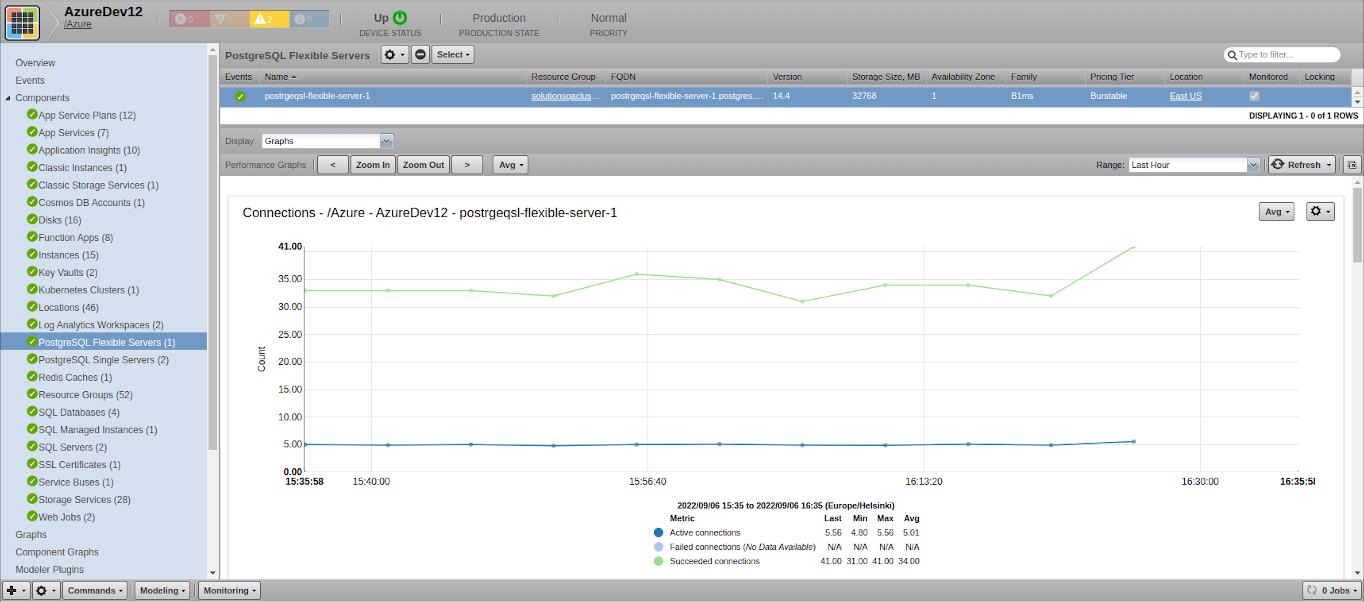 AzureDev12
/Azure
0 0 2 0
Up
DEVICE STATUS
Production
PRODUCTION STATE
Normal
PRIORITY
Overview
Events
Components
App Service Plans (12)
App Services (7)
Application Insights (10)
Classic Instances (1)
Classic Storage Services (1)
Cosmos DB Accounts (1)
Disks (16)
Function Apps (8)
Instances (15)
Key Vaults (2)
Kubernetes Clusters (1)
Locations (46)
Log Analytics Workspaces (2)
PostgreSQL Flexible Servers (1)
PostgreSQL Single Servers (2)
Redis Caches (1)
Resource Groups (52)
SQL Databases (4)
SQL Managed Instances (1)
SQL Servers (2)
SSL Certificates (1)
Service Buses (1)
Storage Services (28)
Web Jobs (2)
Graphs
Component Graphs
Modeler Plugins
PostgreSQL Flexible Servers Select Type to filter...
Events Name Resource Group FQDN Version Storage Size, MB Availability Zone Family Pricing Tier Location Monitored Locking
postrgeqsl-flexible-server-1 solutionsqaclus... postrgeqsl-flexible-server-1.postgres.... 14.4 32768 1 B1ms Burstable East US
DISPLAYING 1 - 0 of 1 ROWS
Display: Graphs
Performance Graphs < Zoom In Zoom Out > Avg Range: Last Hour Refresh
Connections - /Azure - AzureDev12 - postrgeqsl-flexible-server-1 Avg
41.00
35.00
30.00
25.00
20.00
15.00
10.00
5.00
0.00
Count
15:35:58 15:40:00 15:56:40 16:13:20 16:30:00 16:35:58
2022/09/06 15:35 to 2022/09/06 16:35 (Europe/Helsinki)
Metric Last Min Max Avg
Active connections 5.56 4.80 5.56 5.01
Failed connections (No Data Available) N/A N/A N/A N/A
Succeeded connections 41.00 31.00 41.00 34.00
Commands Modeling Monitoring 0 Jobs